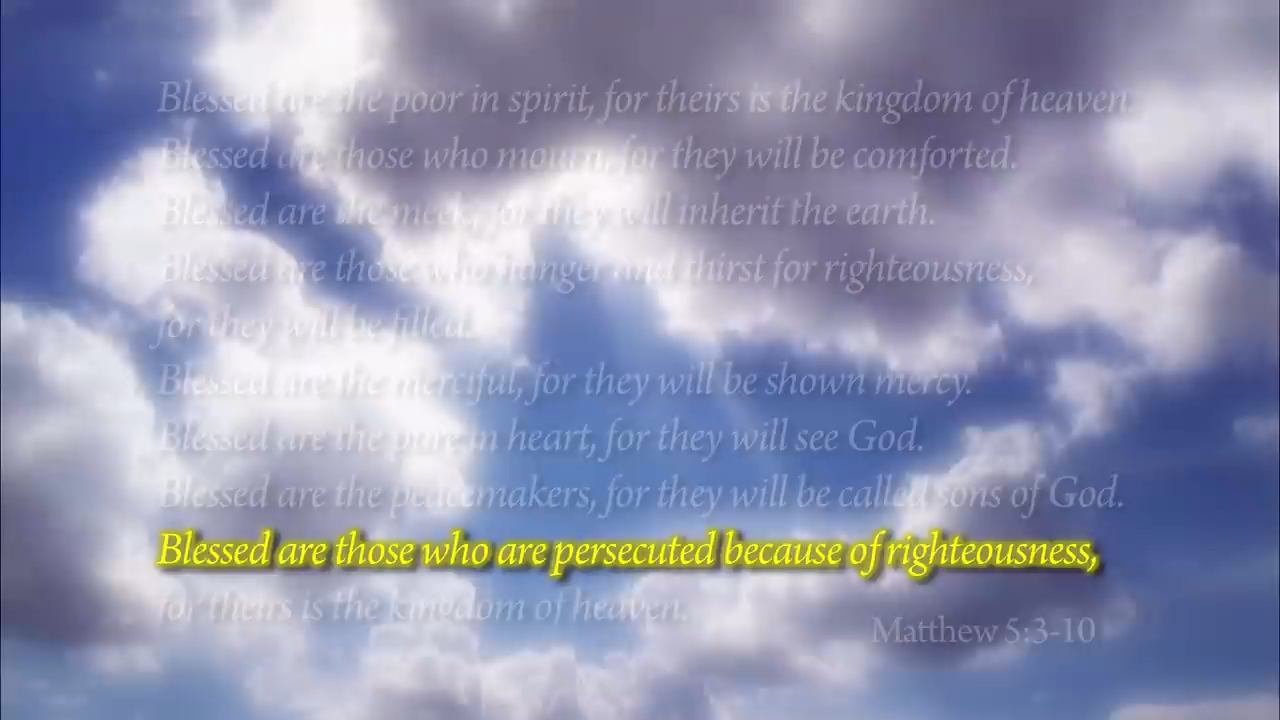 Blessed are the poor in spirit, for theirs is the kingdom of heaven.
Blessed are those who mourn, for they will be comforted.
Blessed are the meek, for they will inherit the earth.
Blessed are those who hunger and thirst for righteousness,
for they will be filled.
Blessed are the merciful, for they will be shown mercy.
Blessed are the pure in heart, for they will see God.
Blessed are the peacemakers, for they will be called sons of God.
Blessed are those who are persecuted because of righteousness,
for theirs is the kingdom of heaven.
Matthew 5:3-10